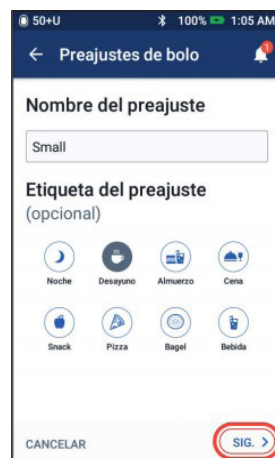 50+U 100% 1:05 AM
Preajustes de bolo 1
Nombre del preajuste
Small
Etiqueta del preajuste
(opcional)
Noche Desayuno Almuerzo Cena
Snack Pizza Bagel Bebida
CANCELAR SIG.